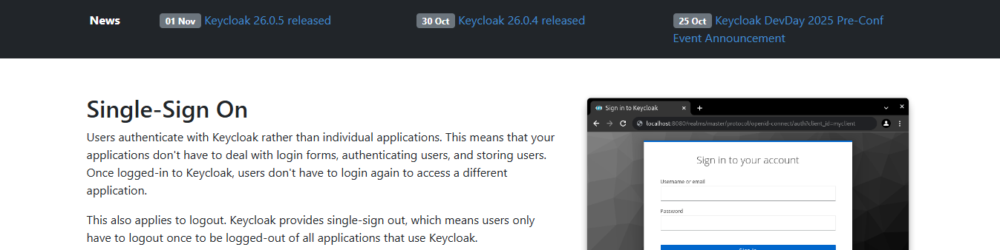 News
01 Nov Keycloak 26.0.5 released
30 Oct Keycloak 26.0.4 released
25 Oct Keycloak DevDay 2025 Pre-Conf
Event Announcement
Single-Sign On
Users authenticate with Keycloak rather than individual applications. This means that your
applications don't have to deal with login forms, authenticating users, and storing users.
Once logged-in to Keycloak, users don't have to login again to access a different
application.
This also applies to logout. Keycloak provides single-sign out, which means users only
have to logout once to be logged-out of all applications that use Keycloak.
Sign in to Keycloak
localhost:8080/realms/master/protocol/openid-connect/auth?client_id=myclient
Sign in to your account
Username or email
Password